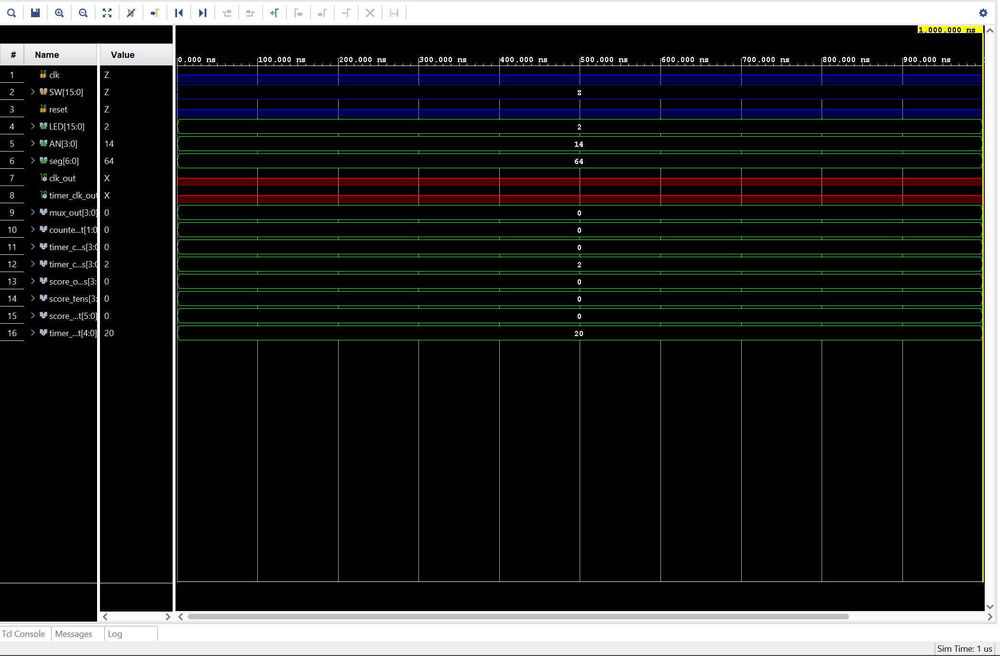 1,000.000 ns
# Name Value
0.000 ns 100.000 ns 200.000 ns 300.000 ns 400.000 ns 500.000 ns 600.000 ns 700.000 ns 800.000 ns 900.000 ns
1 clk Z
2 SW[15:0] Z Z
3 reset Z
4 LED[15:0] 2 2
5 AN[3:0] 14 14
6 seg[6:0] 64 64
7 clk_out X
8 timer_clk_out X
9 mux_out[3:0] 0 0
10 counte...t[1:0 0 0
11 timer_c...s[3:0 0 0
12 timer_c...s[3:0 2 2
13 score_o...s[3: 0 0
14 score_tens[3: 0 0
15 score_...t[5:0] 0 0
16 timer_...t[4:0] 20 20
Tcl Console Messages Log
Sim Time: 1 us